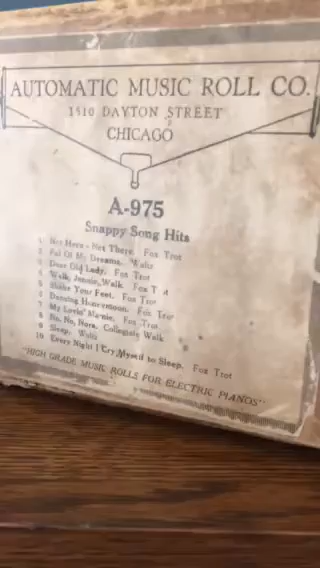 AUTOMATIC MUSIC ROLL CO.
1510 DAYTON STREET
CHICAGO
A-975
Snappy Song Hits
1 Not Here - Not There. Fox Trot
2 Pal Of My Dreams. Waltz
3 Dear Old Lady. Fox Trot
4 Walk, Jennie, Walk. Fox Trot
5 Shake Your Feet. Fox Trot
6 Dancing Honeymoon. Fox Trot
7 My Lovin' Mamie. Fox Trot
8 No, No, Nora. Collegiate Walk
9 Sleep. Waltz
10 Every Night I Cry Myself to Sleep. Fox Trot
"HIGH GRADE MUSIC ROLLS FOR ELECTRIC PIANOS"